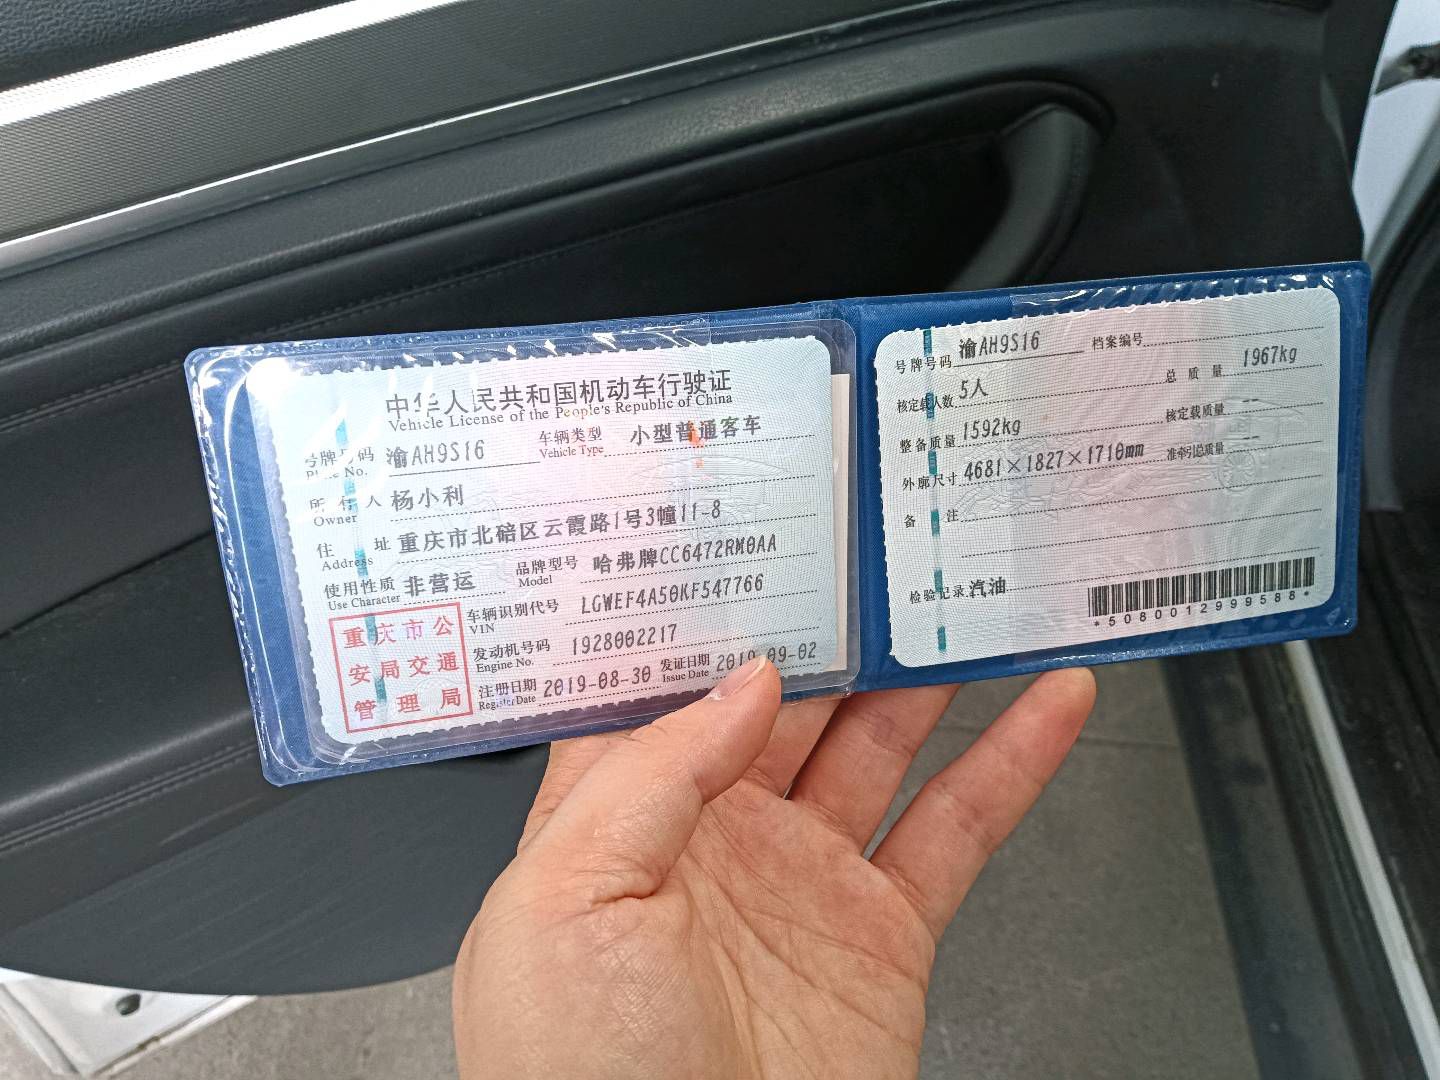 中华人民共和国机动车行驶证
Vehicle License of the People's Republic of China
号牌号码 渝AH9S16 车辆类型 小型普通客车
Plate No. Vehicle Type
所有人 杨小利
Owner
住址 重庆市北碚区云霞路1号3幢11-8
Address
使用性质 非营运 品牌型号 哈弗牌CC6472RM0AA
Use Character Model
车辆识别代号 LGWEF4A50KF547766
VIN
发动机号码 1928002217
Engine No.
注册日期 2019-08-30 发证日期 2019-09-02
Register Date Issue Date
重庆市公
安局交通
管理局
号牌号码 渝AH9S16 档案编号
核定载人数 5人 总质量 1967kg
整备质量 1592kg 核定载质量
外廓尺寸 4681×1827×1710mm 准牵引总质量
备注
检验记录 汽油
*5080012999588*